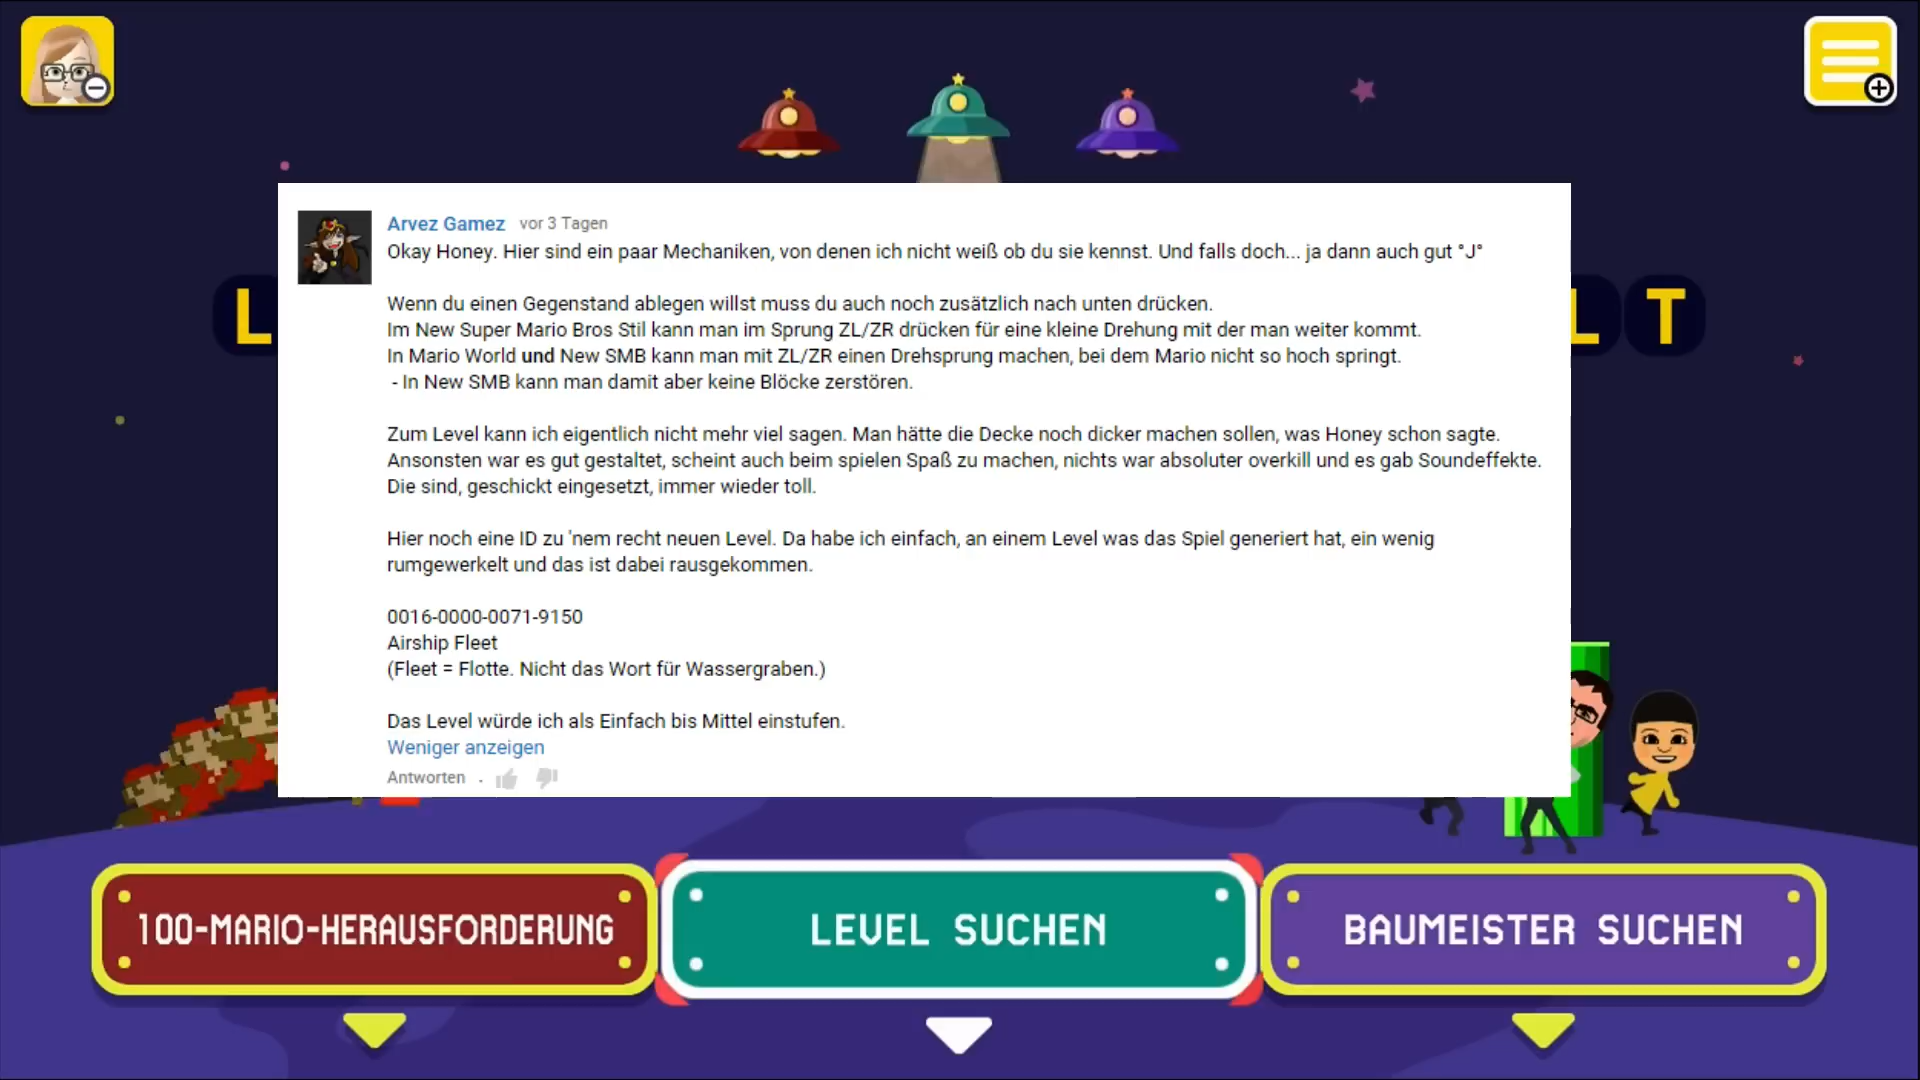 L
L T
Arvez Gamez vor 3 Tagen
Okay Honey. Hier sind ein paar Mechaniken, von denen ich nicht weiß ob du sie kennst. Und falls doch... ja dann auch gut °J°
Wenn du einen Gegenstand ablegen willst muss du auch noch zusätzlich nach unten drücken.
Im New Super Mario Bros Stil kann man im Sprung ZL/ZR drücken für eine kleine Drehung mit der man weiter kommt.
In Mario World und New SMB kann man mit ZL/ZR einen Drehsprung machen, bei dem Mario nicht so hoch springt.
- In New SMB kann man damit aber keine Blöcke zerstören.
Zum Level kann ich eigentlich nicht mehr viel sagen. Man hätte die Decke noch dicker machen sollen, was Honey schon sagte.
Ansonsten war es gut gestaltet, scheint auch beim spielen Spaß zu machen, nichts war absoluter overkill und es gab Soundeffekte.
Die sind, geschickt eingesetzt, immer wieder toll.
Hier noch eine ID zu 'nem recht neuen Level. Da habe ich einfach, an einem Level was das Spiel generiert hat, ein wenig
rumgewerkelt und das ist dabei rausgekommen.
0016-0000-0071-9150
Airship Fleet
(Fleet = Flotte. Nicht das Wort für Wassergraben.)
Das Level würde ich als Einfach bis Mittel einstufen.
Weniger anzeigen
Antworten .
100-MARIO-HERAUSFORDERUNG
LEVEL SUCHEN
BAUMEISTER SUCHEN